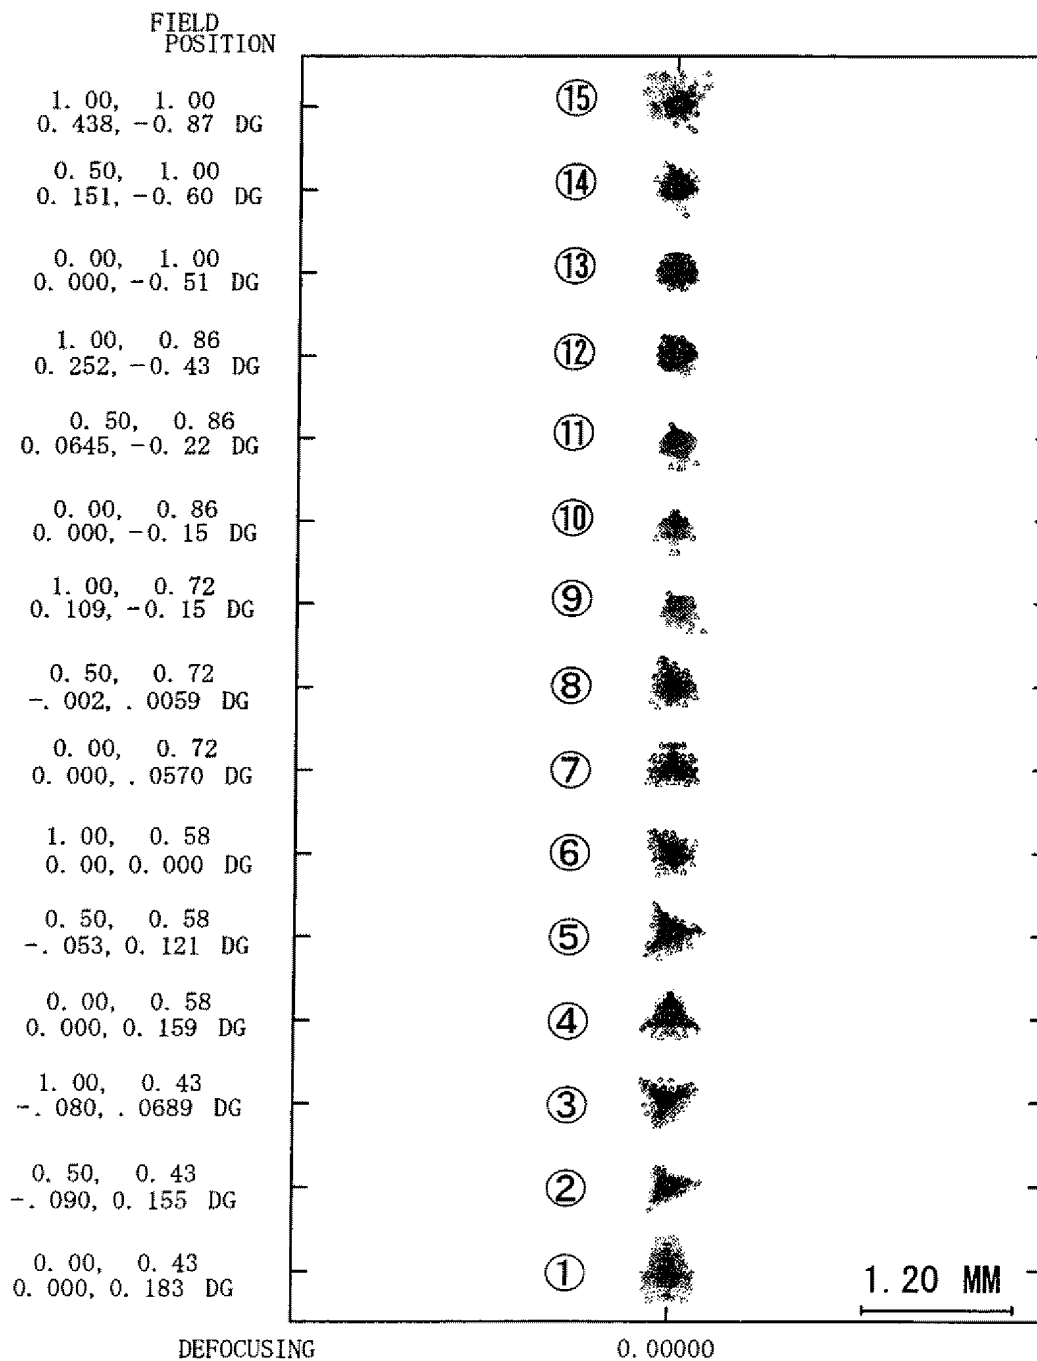 FIELD
POSITION
1. 00, 1. 00
0. 438, -0. 87 DG
⑮
0. 50, 1. 00
0. 151, -0. 60 DG
⑭
0. 00, 1. 00
0. 000, -0. 51 DG
⑬
1. 00, 0. 86
0. 252, -0. 43 DG
⑫
0. 50, 0. 86
0. 0645, -0. 22 DG
⑪
0. 00, 0. 86
0. 000, -0. 15 DG
⑩
1. 00, 0. 72
0. 109, -0. 15 DG
⑨
0. 50, 0. 72
-. 002, . 0059 DG
⑧
0. 00, 0. 72
0. 000, . 0570 DG
⑦
1. 00, 0. 58
0. 00, 0. 000 DG
⑥
0. 50, 0. 58
-. 053, 0. 121 DG
⑤
0. 00, 0. 58
0. 000, 0. 159 DG
④
1. 00, 0. 43
-. 080, . 0689 DG
③
0. 50, 0. 43
-. 090, 0. 155 DG
②
0. 00, 0. 43
0. 000, 0. 183 DG
①
1. 20 MM
DEFOCUSING 0. 00000